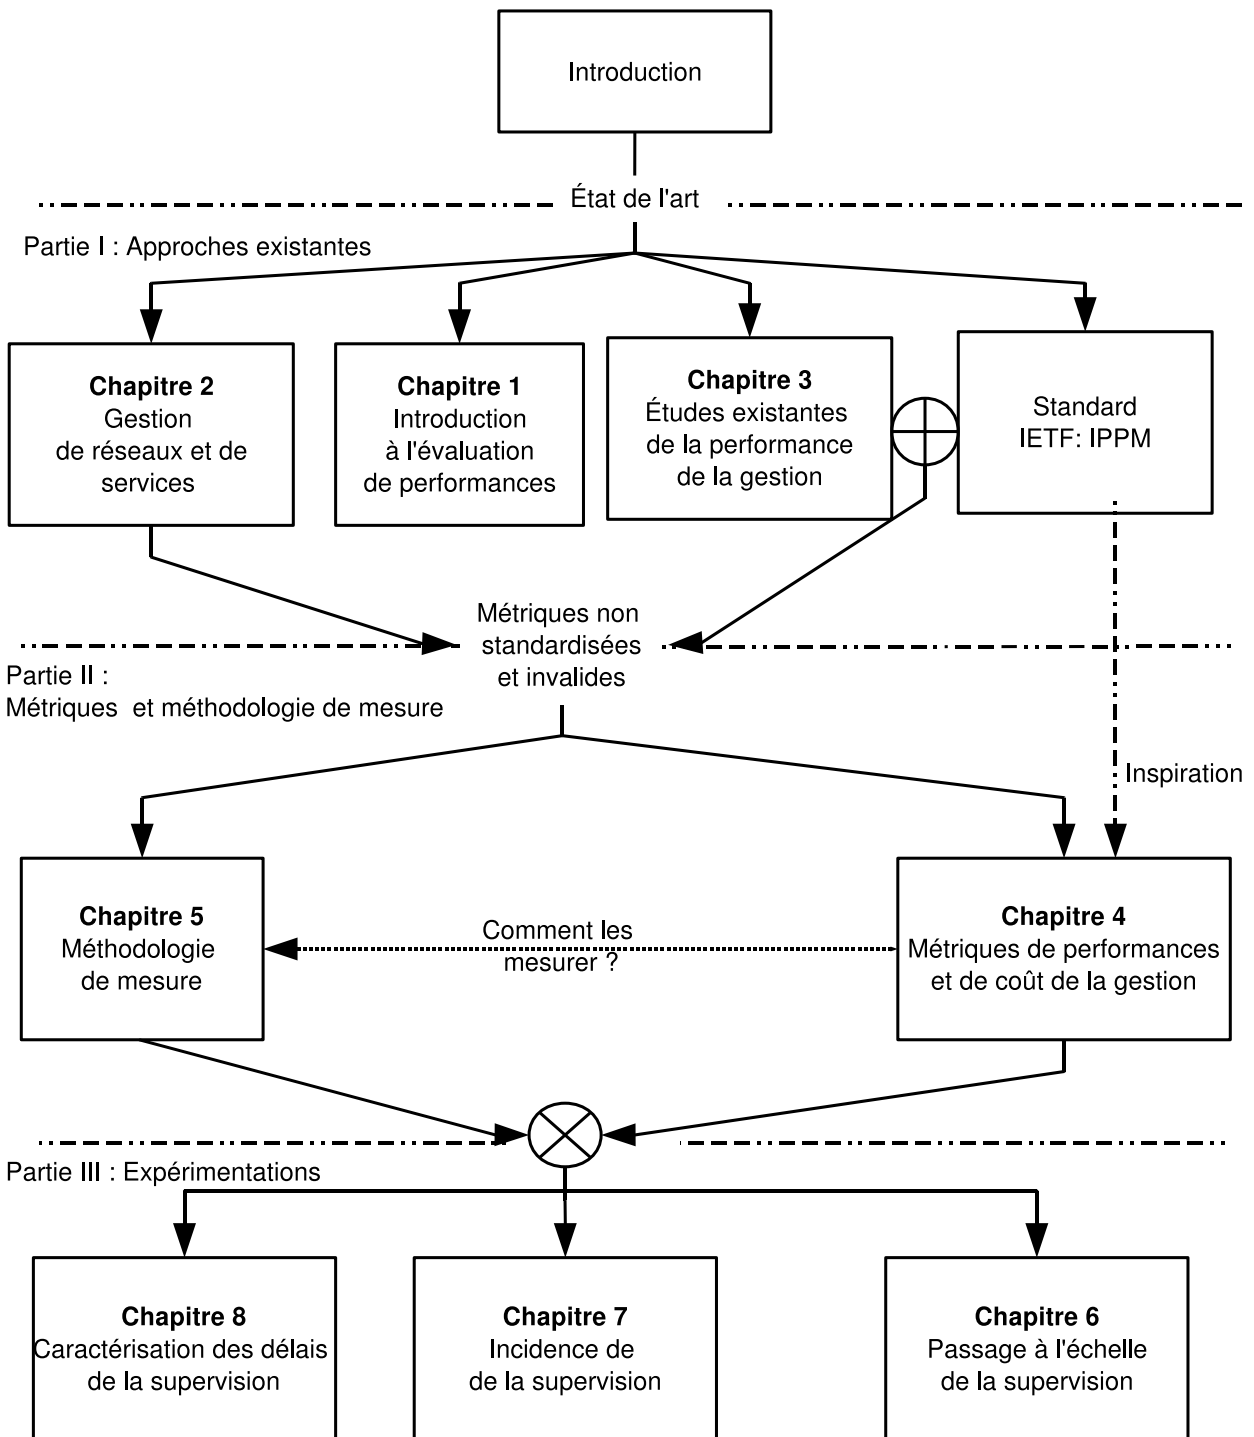 Introduction
État de l'art
Partie I : Approches existantes
Chapitre 2
Gestion
de réseaux et de
services
Chapitre 1
Introduction
à l'évaluation
de performances
Chapitre 3
Études existantes
de la performance
de la gestion
Standard
IETF: IPPM
Métriques non
standardisées
et invalides
Partie II :
Métriques et méthodologie de mesure
Inspiration
Chapitre 5
Méthodologie
de mesure
Comment les
mesurer ?
Chapitre 4
Métriques de performances
et de coût de la gestion
Partie III : Expérimentations
Chapitre 8
Caractérisation des délais
de la supervision
Chapitre 7
Incidence de
de la supervision
Chapitre 6
Passage à l'échelle
de la supervision